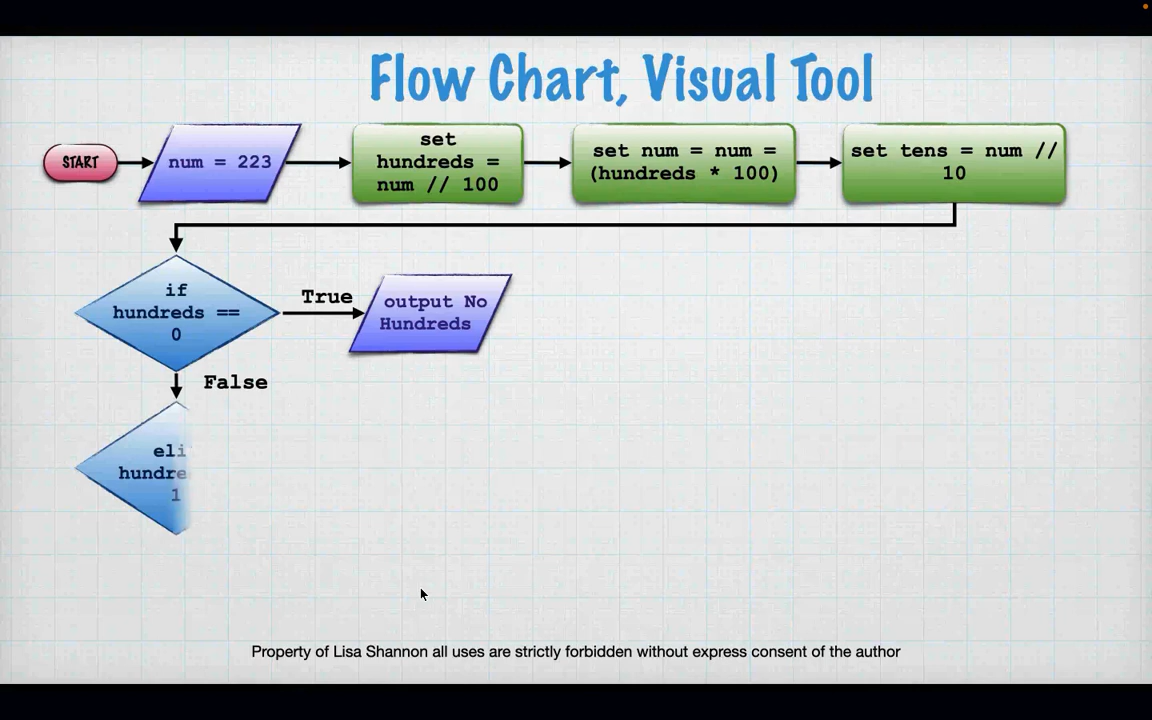 Flow Chart, Visual Tool
START
num = 223
set
hundreds =
num // 100
set num = num =
(hundreds * 100)
set tens = num //
10
if
hundreds ==
0
True
output No
Hundreds
False
1
Property of Lisa Shannon all uses are strictly forbidden without express consent of the author